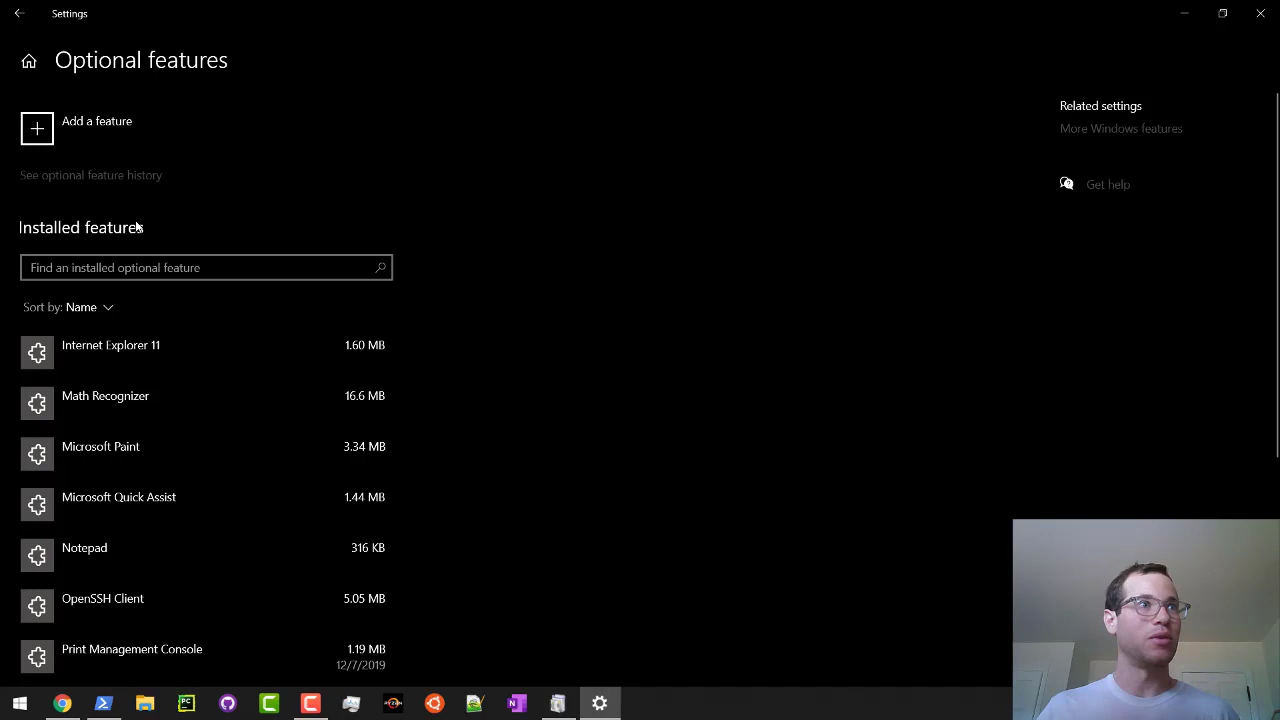 Settings
Optional features
Add a feature
See optional feature history
Installed features
Find an installed optional feature
Sort by: Name
Internet Explorer 11 1.60 MB
Math Recognizer 16.6 MB
Microsoft Paint 3.34 MB
Microsoft Quick Assist 1.44 MB
Notepad 316 KB
OpenSSH Client 5.05 MB
Print Management Console 1.19 MB
12/7/2019
Related settings
More Windows features
Get help
PC
C
C
RYZEN
N